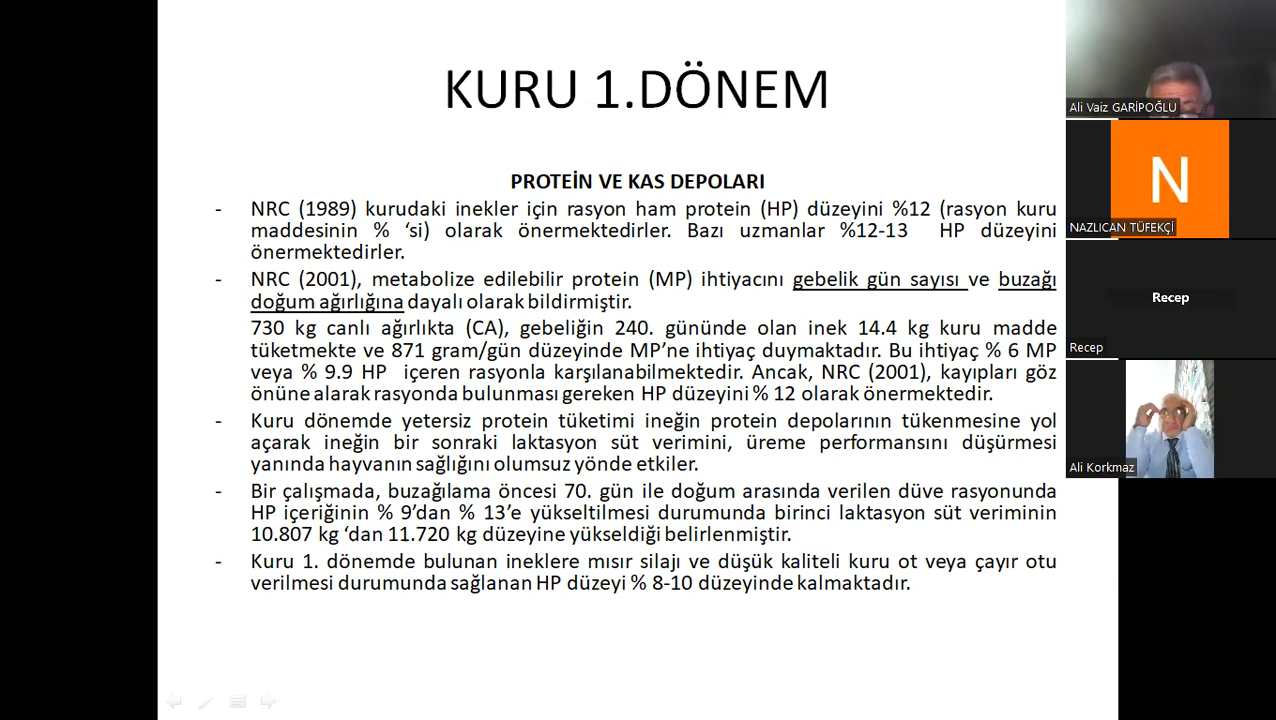 KURU 1.DÖNEM
PROTEİN VE KAS DEPOLARI
- NRC (1989) kurudaki inekler için rasyon ham protein (HP) düzeyini %12 (rasyon kuru
maddesinin % ‘si) olarak önermektedirler. Bazı uzmanlar %12-13 HP düzeyini
önermektedirler.
- NRC (2001), metabolize edilebilir protein (MP) ihtiyacını gebelik gün sayısı ve buzağı
doğum ağırlığına dayalı olarak bildirmiştir.
730 kg canlı ağırlıkta (CA), gebeliğin 240. gününde olan inek 14.4 kg kuru madde
tüketmekte ve 871 gram/gün düzeyinde MP’ne ihtiyaç duymaktadır. Bu ihtiyaç % 6 MP
veya % 9.9 HP içeren rasyonla karşılanabilmektedir. Ancak, NRC (2001), kayıpları göz
önüne alarak rasyonda bulunması gereken HP düzeyini % 12 olarak önermektedir.
- Kuru dönemde yetersiz protein tüketimi ineğin protein depolarının tükenmesine yol
açarak ineğin bir sonraki laktasyon süt verimini, üreme performansını düşürmesi
yanında hayvanın sağlığını olumsuz yönde etkiler.
- Bir çalışmada, buzağılama öncesi 70. gün ile doğum arasında verilen düve rasyonunda
HP içeriğinin % 9’dan % 13’e yükseltilmesi durumunda birinci laktasyon süt veriminin
10.807 kg ‘dan 11.720 kg düzeyine yükseldiği belirlenmiştir.
- Kuru 1. dönemde bulunan ineklere mısır silajı ve düşük kaliteli kuru ot veya çayır otu
verilmesi durumunda sağlanan HP düzeyi % 8-10 düzeyinde kalmaktadır.
Ali Vaiz GARİPOĞLU
N
NAZLICAN TÜFEKÇİ
Recep
Recep
Ali Korkmaz